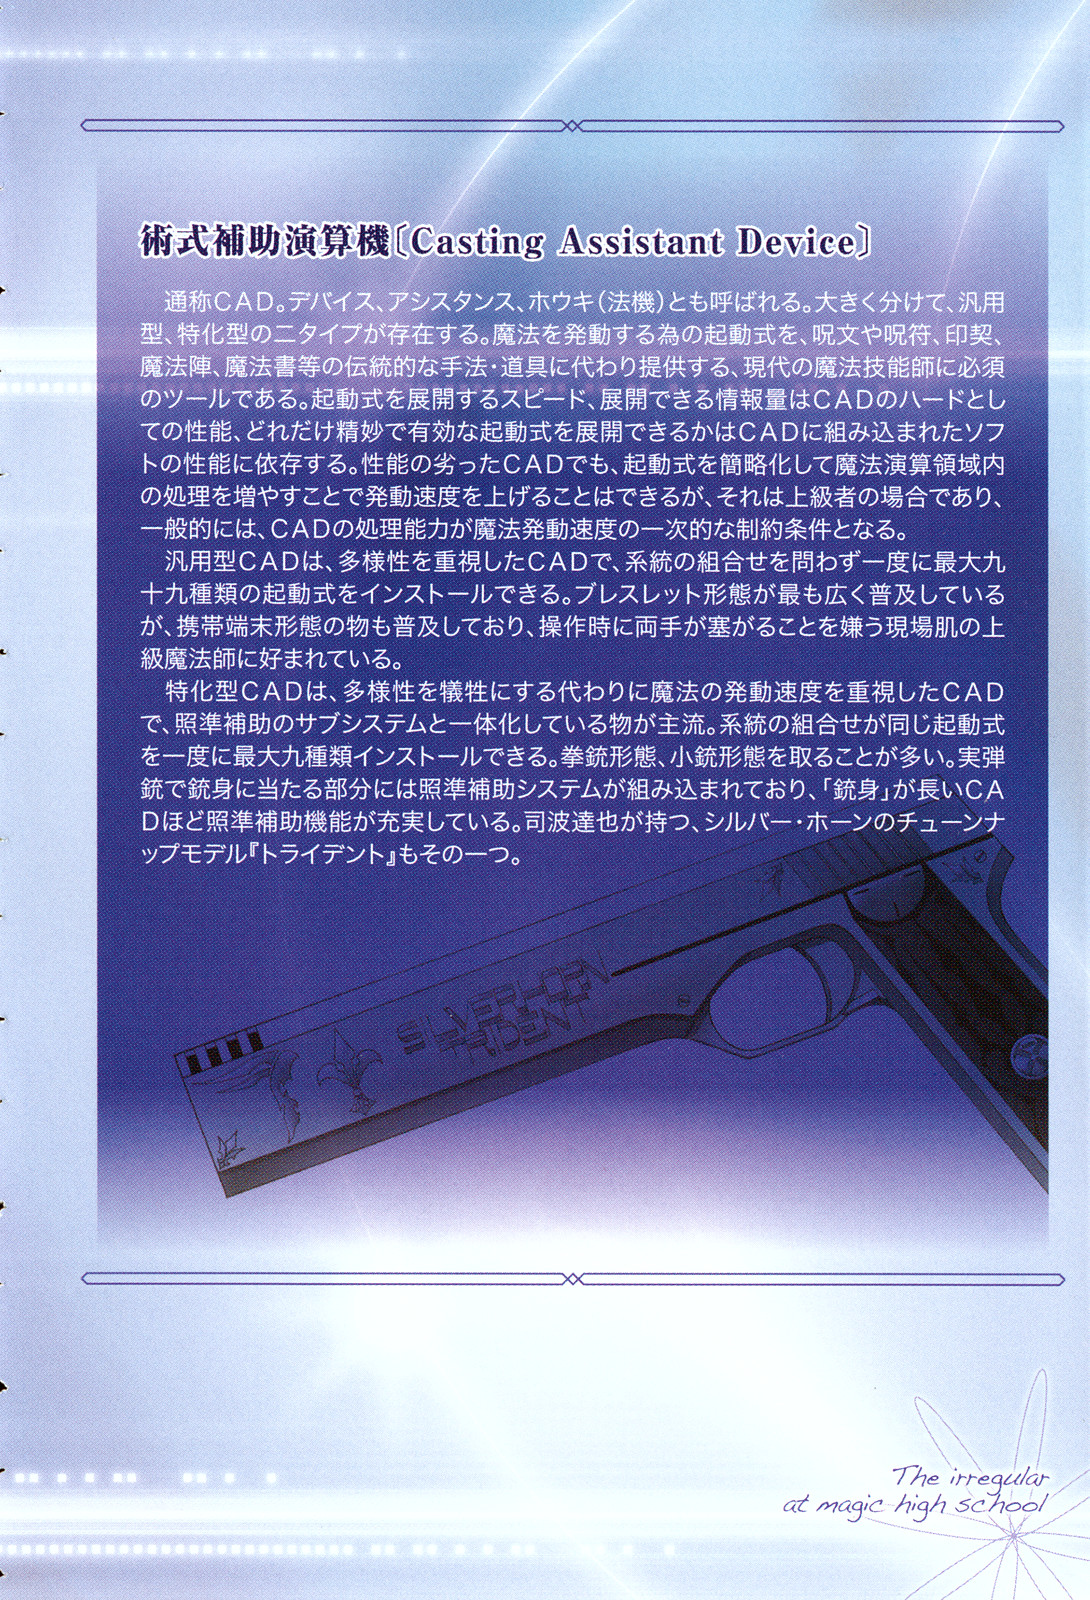 術式補助演算機〔Casting Assistant Device〕
通称CAD。デバイス、アシスタンス、ホウキ(法機)とも呼ばれる。大きく分けて、汎用
型、特化型の二タイプが存在する。魔法を発動する為の起動式を、呪文や呪符、印契、
魔法陣、魔法書等の伝統的な手法・道具に代わり提供する、現代の魔法技能師に必須
のツールである。起動式を展開するスピード、展開できる情報量はCADのハードとし
ての性能、どれだけ精妙で有効な起動式を展開できるかはCADに組み込まれたソフ
トの性能に依存する。性能の劣ったCADでも、起動式を簡略化して魔法演算領域内
の処理を増やすことで発動速度を上げることはできるが、それは上級者の場合であり、
一般的には、CADの処理能力が魔法発動速度の一次的な制約条件となる。
汎用型CADは、多様性を重視したCADで、系統の組合せを問わず一度に最大九
十九種類の起動式をインストールできる。ブレスレット形態が最も広く普及している
が、携帯端末形態の物も普及しており、操作時に両手が塞がることを嫌う現場肌の上
級魔法師に好まれている。
特化型CADは、多様性を犠牲にする代わりに魔法の発動速度を重視したCAD
で、照準補助のサブシステムと一体化している物が主流。系統の組合せが同じ起動式
を一度に最大九種類インストールできる。拳銃形態、小銃形態を取ることが多い。実弾
銃で銃身に当たる部分には照準補助システムが組み込まれており、「銃身」が長いCA
Dほど照準補助機能が充実している。司波達也が持つ、シルバー・ホーンのチューンナ
ップモデル『トライデント』もその一つ。
TRIDENT
The irregular
at magic high school